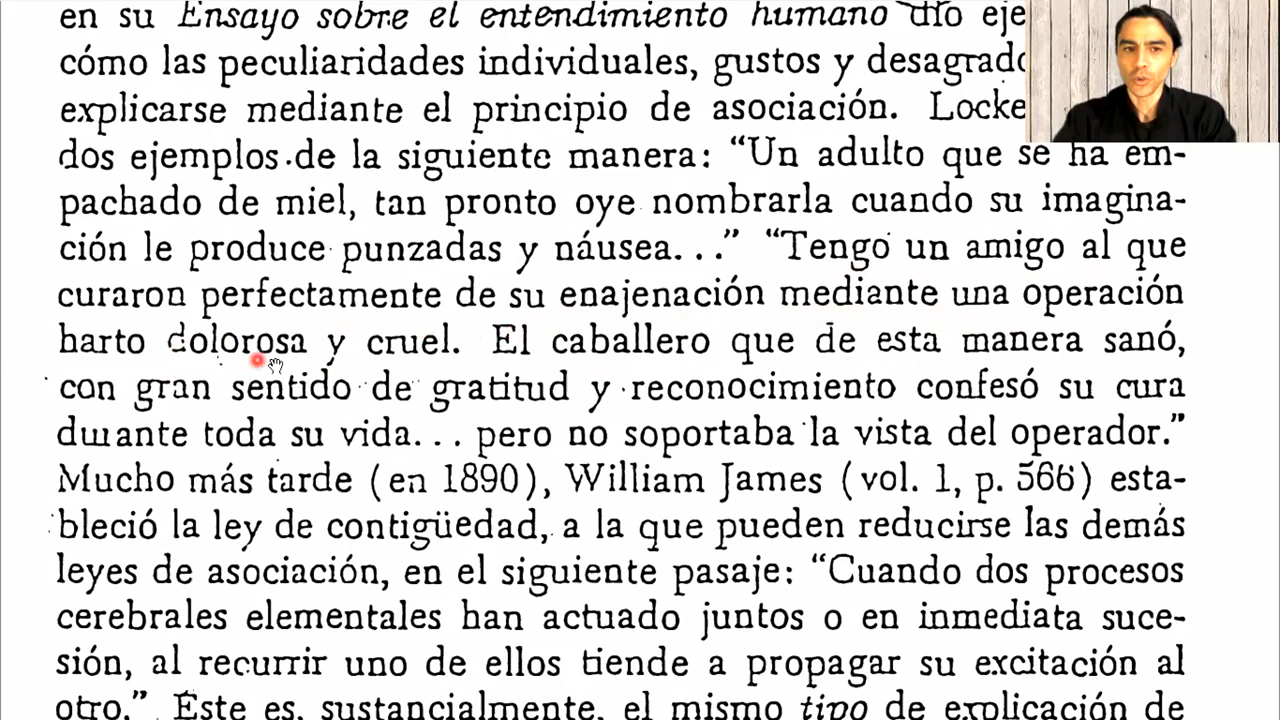 en su Ensayo sobre el entendimiento humano dio eje
cómo las peculiaridades individuales, gustos y desagrado
explicarse mediante el principio de asociación. Locke
dos ejemplos de la siguiente manera: “Un adulto que se ha em-
pachado de miel, tan pronto oye nombrarla cuando su imagina-
ción le produce punzadas y náusea...” “Tengo un amigo al que
curaron perfectamente de su enajenación mediante una operación
harto dolorosa y cruel. El caballero que de esta manera sanó,
con gran sentido de gratitud y reconocimiento confesó su cura
durante toda su vida... pero no soportaba la vista del operador.”
Mucho más tarde (en 1890), William James (vol. 1, p. 566) esta-
bleció la ley de contigüedad, a la que pueden reducirse las demás
leyes de asociación, en el siguiente pasaje: “Cuando dos procesos
cerebrales elementales han actuado juntos o en inmediata suce-
sión, al recurrir uno de ellos tiende a propagar su excitación al
otro.” Éste es, sustancialmente, el mismo tipo de explicación de